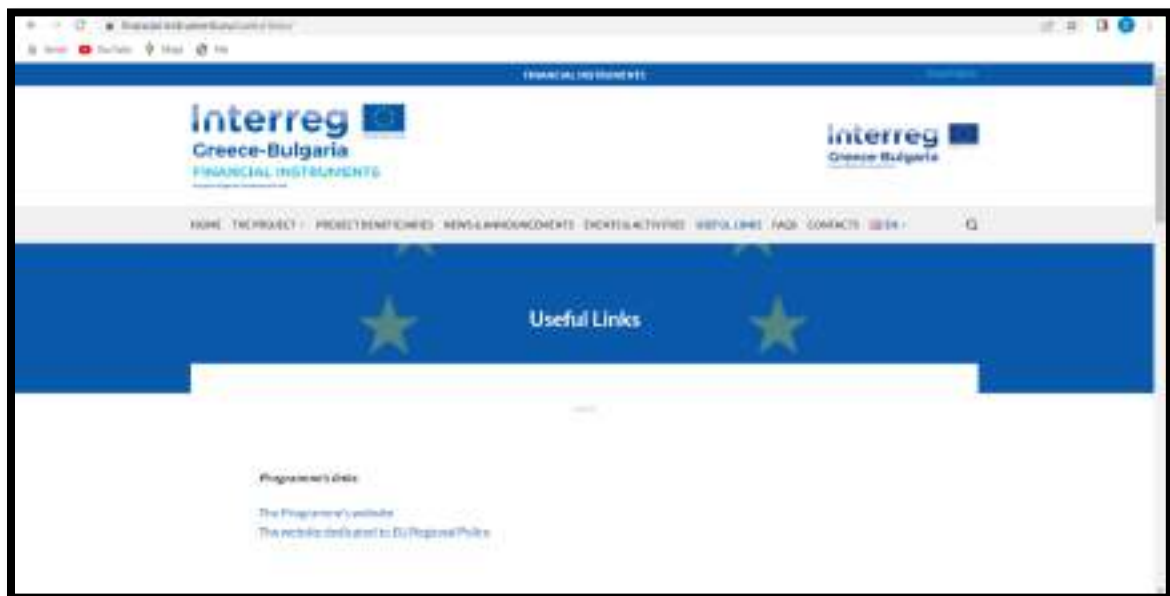 YouTube
Maps
FINANCIAL INSTRUMENTS
Interreg
Greece-Bulgaria
FINANCIAL INSTRUMENTS
Interreg
Greece-Bulgaria
HOME THE PROJECT PROJECT BENEFICIARIES NEWS & ANNOUNCEMENTS EVENTS & ACTIVITIES USEFUL LINKS FAQS CONTACTS EN
Useful Links
Programme's links
The Programme's website
The website dedicated to EU Regional Policy